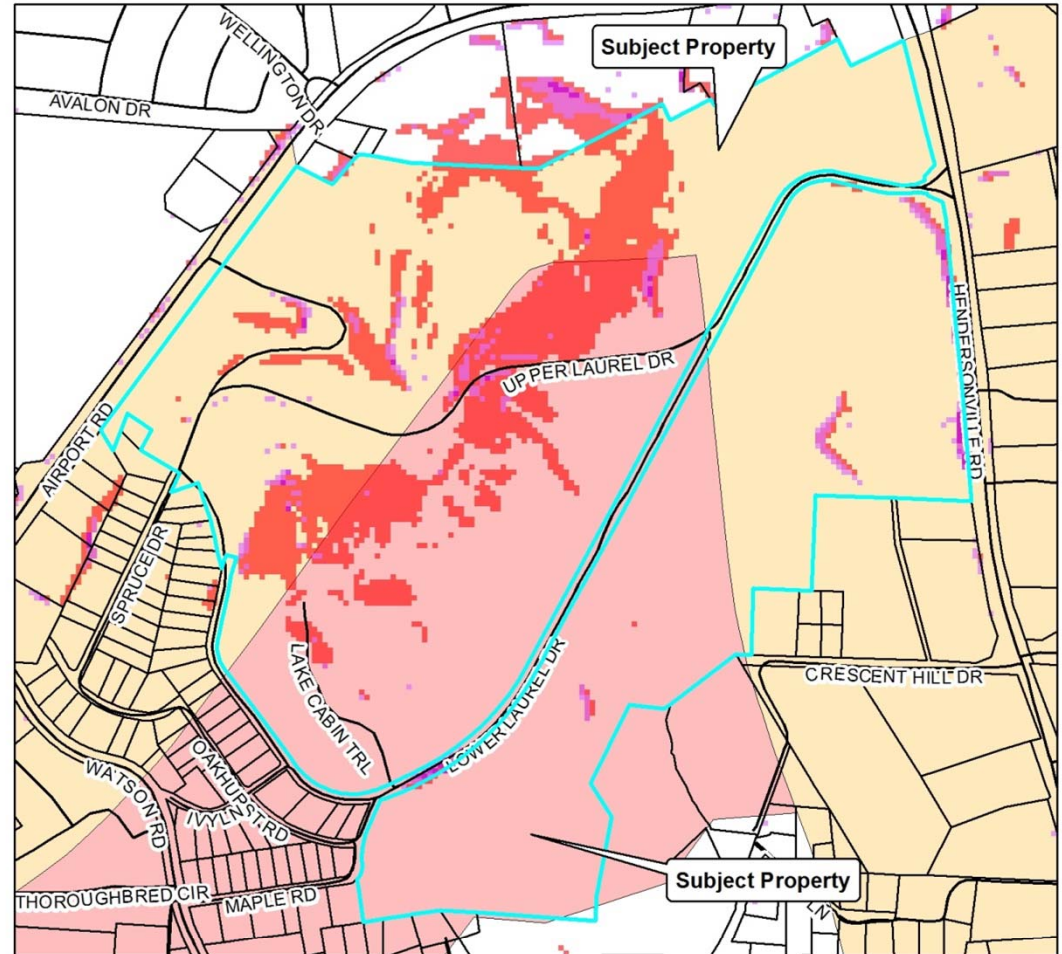 WELLINGTON DR
Subject Property
AVALON DR
HENDERSONVILLE RD
UPPER LAUREL DR
AIRPORT RD
SPRUCE DR
LAKE CABIN TRL
LOWER LAUREL DR
CRESCENT HILL DR
OAKHURST RD
WATSON RD
IVY LN
Subject Property
THOROUGHBRED CIR
MAPLE RD
LN